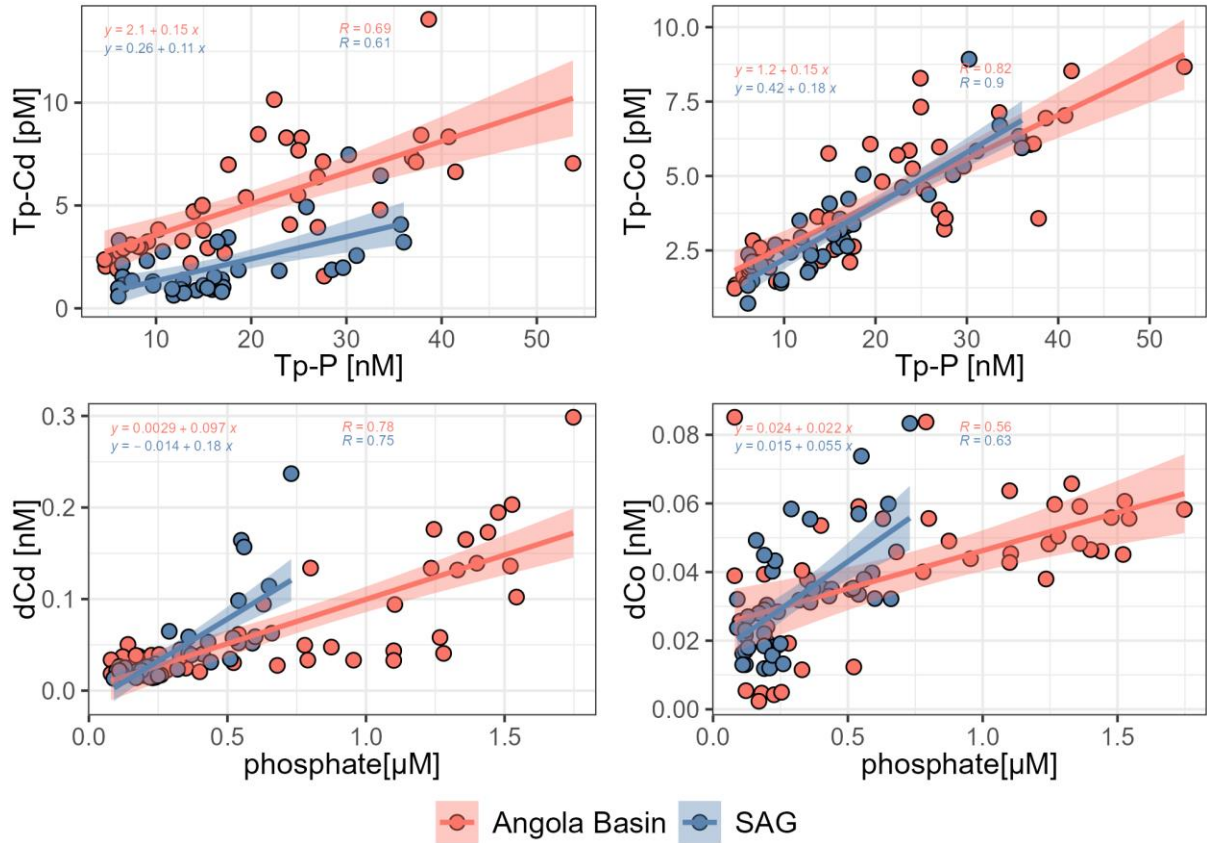 y = 2.1 + 0.15 x R = 0.69
y = 0.26 + 0.11 x R = 0.61
Tp-Cd [pM]
10
5
0
10 20 30 40 50
Tp-P [nM]
y = 1.2 + 0.15 x R = 0.82
y = 0.42 + 0.18 x R = 0.9
Tp-Co [pM]
10.0
7.5
5.0
2.5
0.0
10 20 30 40 50
Tp-P [nM]
y = 0.0029 + 0.097 x R = 0.78
y = − 0.014 + 0.18 x R = 0.75
dCd [nM]
0.3
0.2
0.1
0.0
0.0 0.5 1.0 1.5
phosphate[µM]
y = 0.024 + 0.022 x R = 0.56
y = 0.015 + 0.055 x R = 0.63
dCo [nM]
0.08
0.06
0.04
0.02
0.00
0.0 0.5 1.0 1.5
phosphate[µM]
Angola Basin SAG